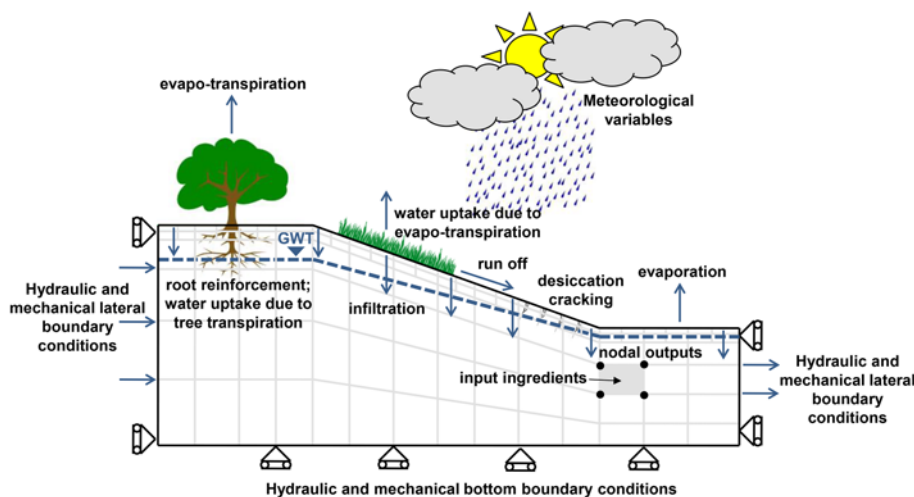 evapo-transpiration
Meteorological
variables
water uptake due to
evapo-transpiration
GWT
run off
desiccation
cracking
evaporation
root reinforcement;
water uptake due to
tree transpiration
Hydraulic and
mechanical lateral
boundary
conditions
infiltration
nodal outputs
input ingredients
Hydraulic and
mechanical lateral
boundary
conditions
Hydraulic and mechanical bottom boundary conditions